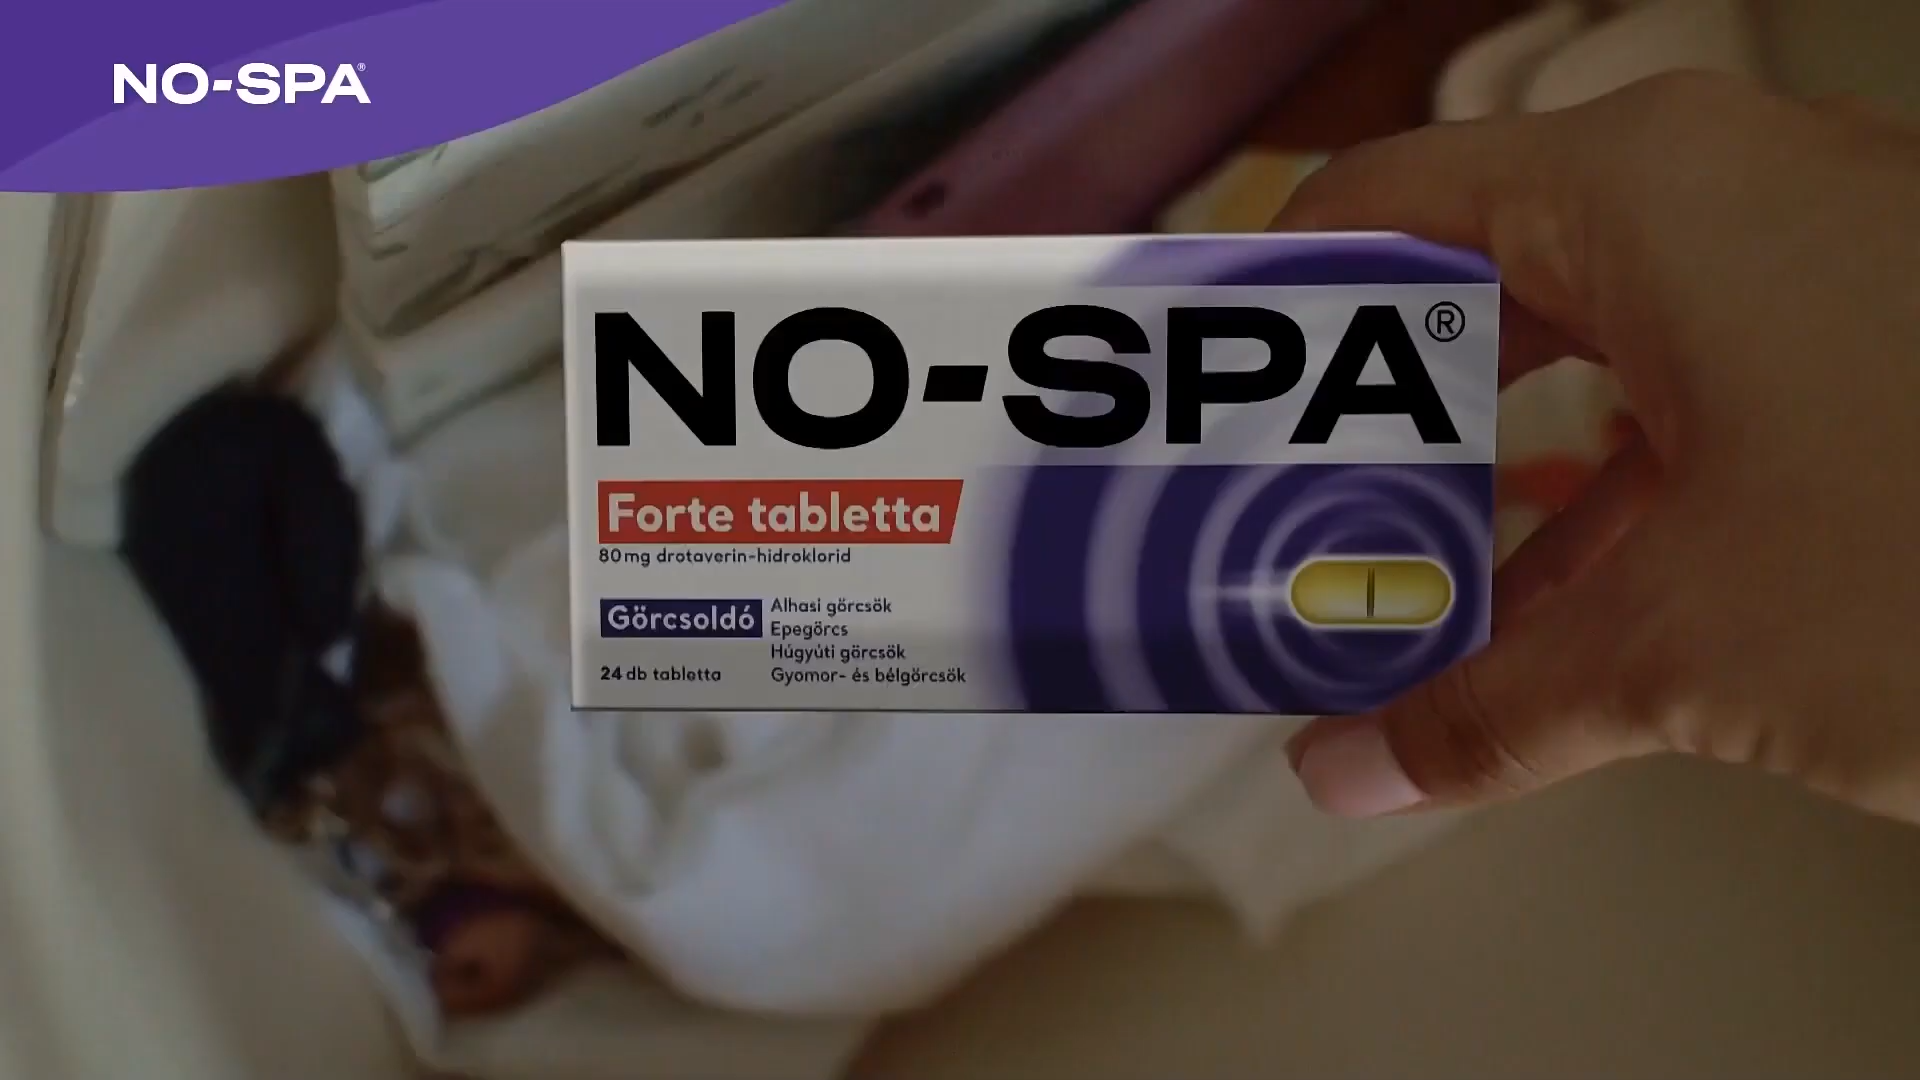 NO-SPA®
NO-SPA®
Forte tabletta
80 mg drotaverin-hidroklorid
Görcsoldó
Alhasi görcsök
Epegörcs
Húgyúti görcsök
Gyomor- és bélgörcsök
24 db tabletta